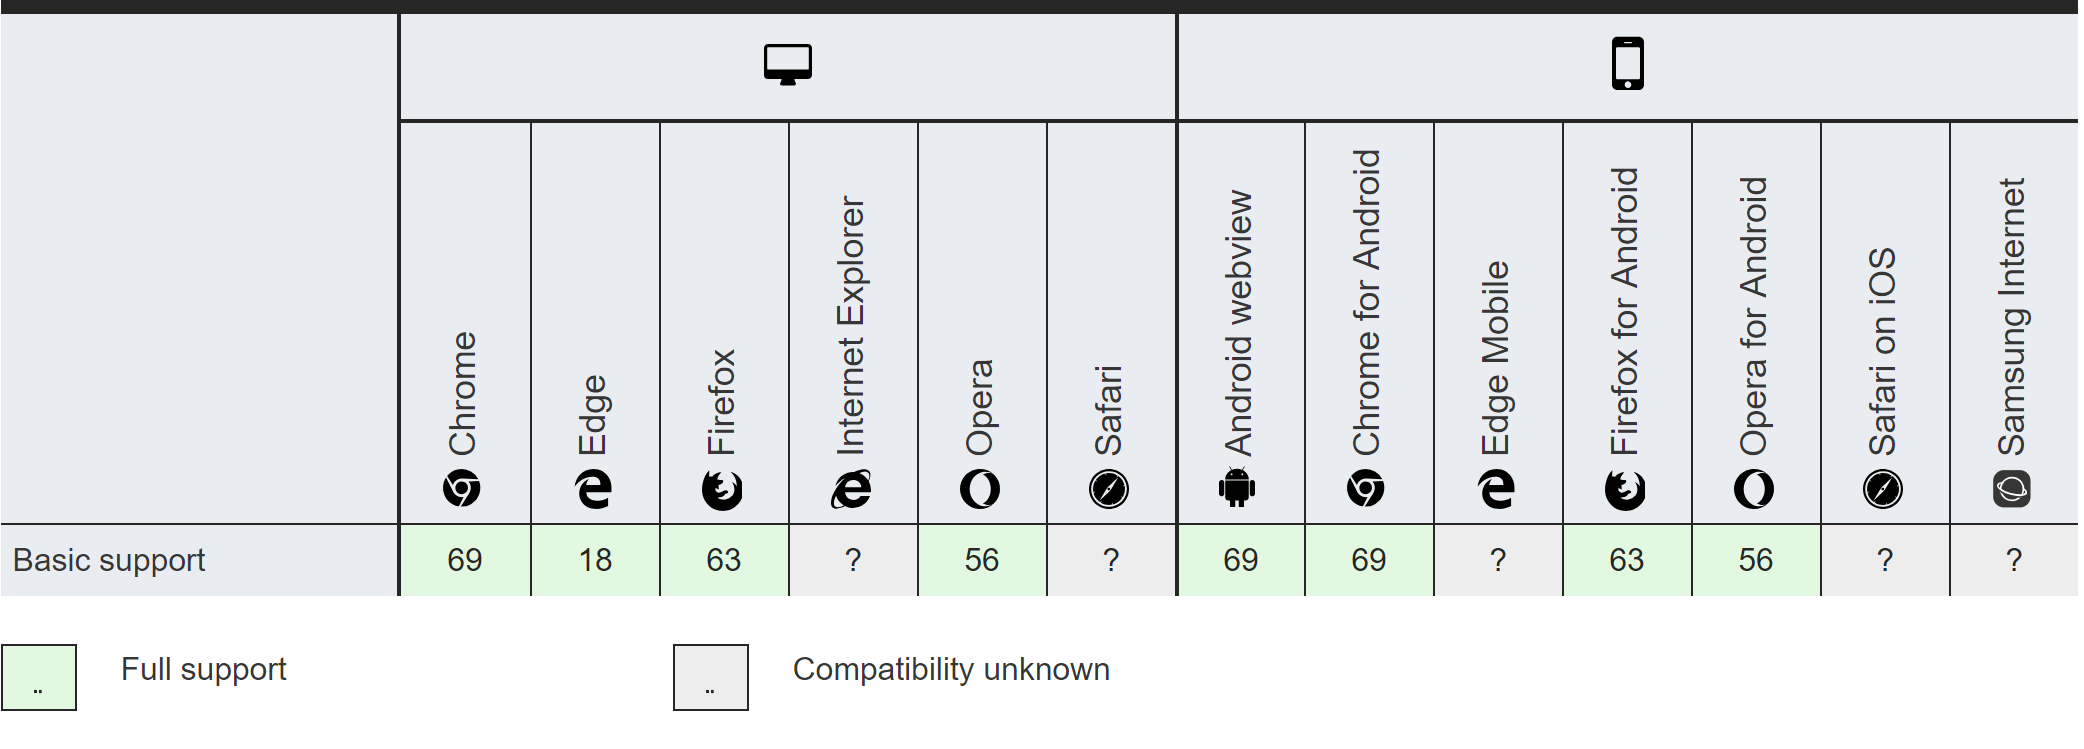 Chrome
Edge
Firefox
Internet Explorer
Opera
Safari
Android webview
Chrome for Android
Edge Mobile
Firefox for Android
Opera for Android
Safari on iOS
Samsung Internet
Basic support 69 18 63 ? 56 ? 69 69 ? 63 56 ? ?
.. Full support .. Compatibility unknown